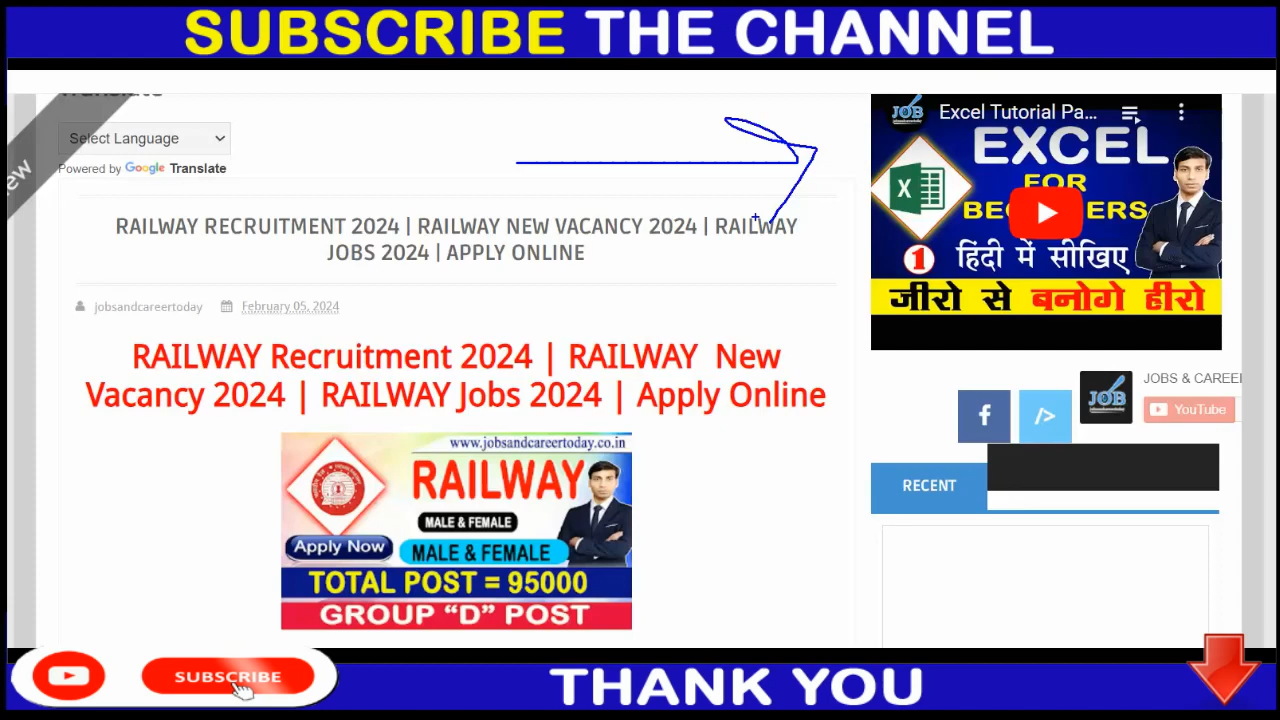 SUBSCRIBE THE CHANNEL
Translate
Select Language
Powered by Google Translate
RAILWAY RECRUITMENT 2024 | RAILWAY NEW VACANCY 2024 | RAILWAY
JOBS 2024 | APPLY ONLINE
jobsandcareertoday February 05, 2024
RAILWAY Recruitment 2024 | RAILWAY New
Vacancy 2024 | RAILWAY Jobs 2024 | Apply Online
www.jobsandcareertoday.co.in
RAILWAY
MALE & FEMALE
Apply Now
MALE & FEMALE
TOTAL POST = 95000
GROUP “D” POST
JOB
Excel Tutorial Pa...
EXCEL
FOR
BEGINNERS
1 हिंदी में सीखिए
जीरो से बनोगे हीरो
JOB
JOBS & CAREE
YouTube
RECENT
SUBSCRIBE
THANK YOU